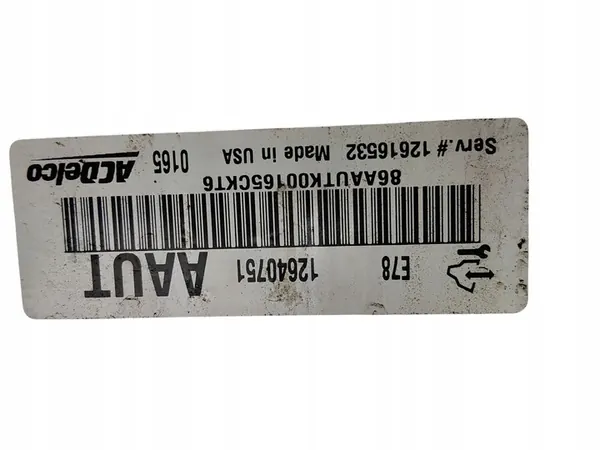 E78 12640751 AAUT
86AAUTK00165CKT6
Serv.# 12616532 Made in USA 0165 ACDelco